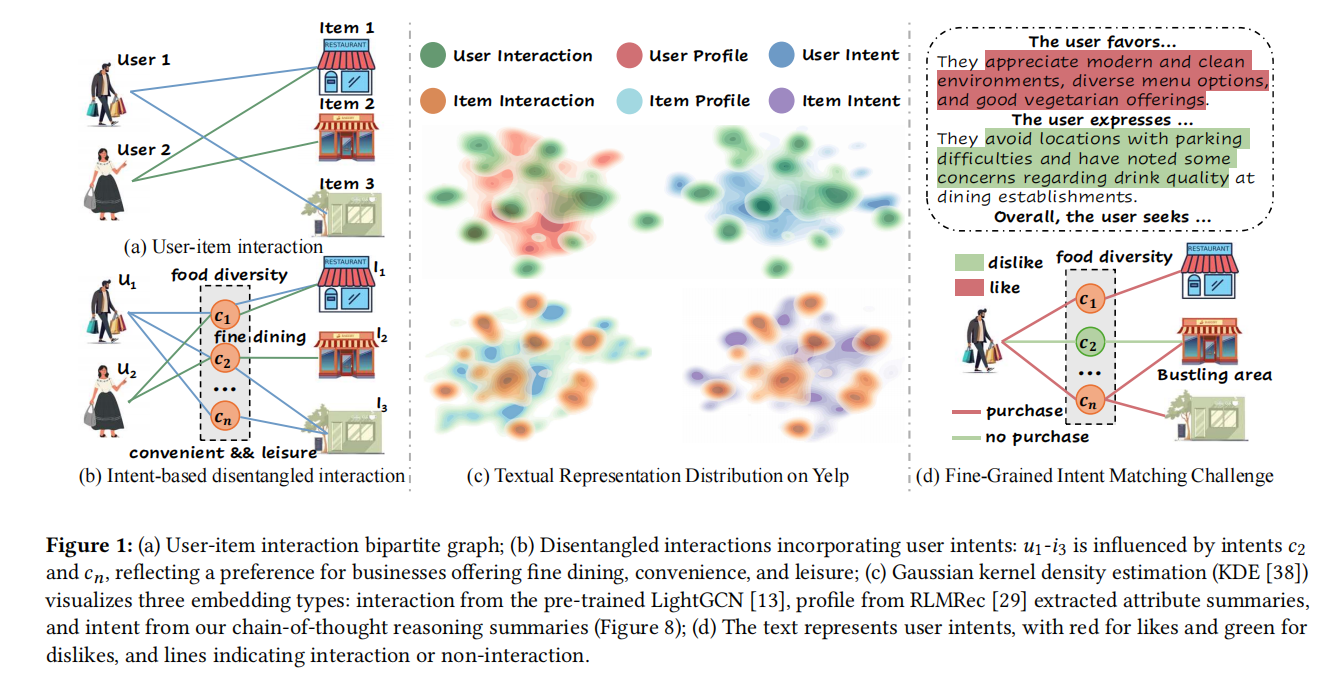 User 1
User 2
Item 1
RESTAURANT
Item 2
Item 3
(a) User-item interaction
u₁
u₂
food diversity
c₁
fine dining
c₂
...
cₙ
convenient && leisure
RESTAURANT
I₁
I₂
I₃
(b) Intent-based disentangled interaction
User Interaction
User Profile
User Intent
Item Interaction
Item Profile
Item Intent
(c) Textual Representation Distribution on Yelp
The user favors...
They appreciate modern and clean
environments, diverse menu options,
and good vegetarian offerings.
The user expresses ...
They avoid locations with parking
difficulties and have noted some
concerns regarding drink quality at
dining establishments.
Overall, the user seeks ...
dislike
like
food diversity
c₁
c₂
...
cₙ
RESTAURANT
Bustling area
purchase
no purchase
(d) Fine-Grained Intent Matching Challenge
Figure 1: (a) User-item interaction bipartite graph; (b) Disentangled interactions incorporating user intents: u₁-i₃ is influenced by intents c₂
and cₙ, reflecting a preference for businesses offering fine dining, convenience, and leisure; (c) Gaussian kernel density estimation (KDE [38])
visualizes three embedding types: interaction from the pre-trained LightGCN [13], profile from RLMRec [29] extracted attribute summaries,
and intent from our chain-of-thought reasoning summaries (Figure 8); (d) The text represents user intents, with red for likes and green for
dislikes, and lines indicating interaction or non-interaction.